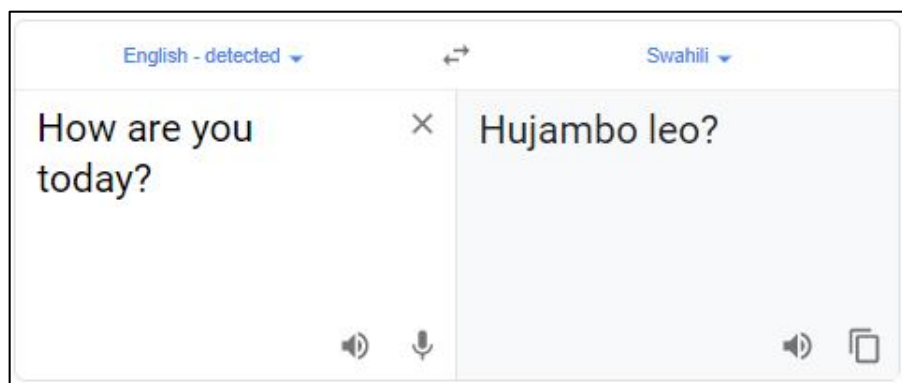 English - detected
Swahili
How are you
today?
Hujambo leo?